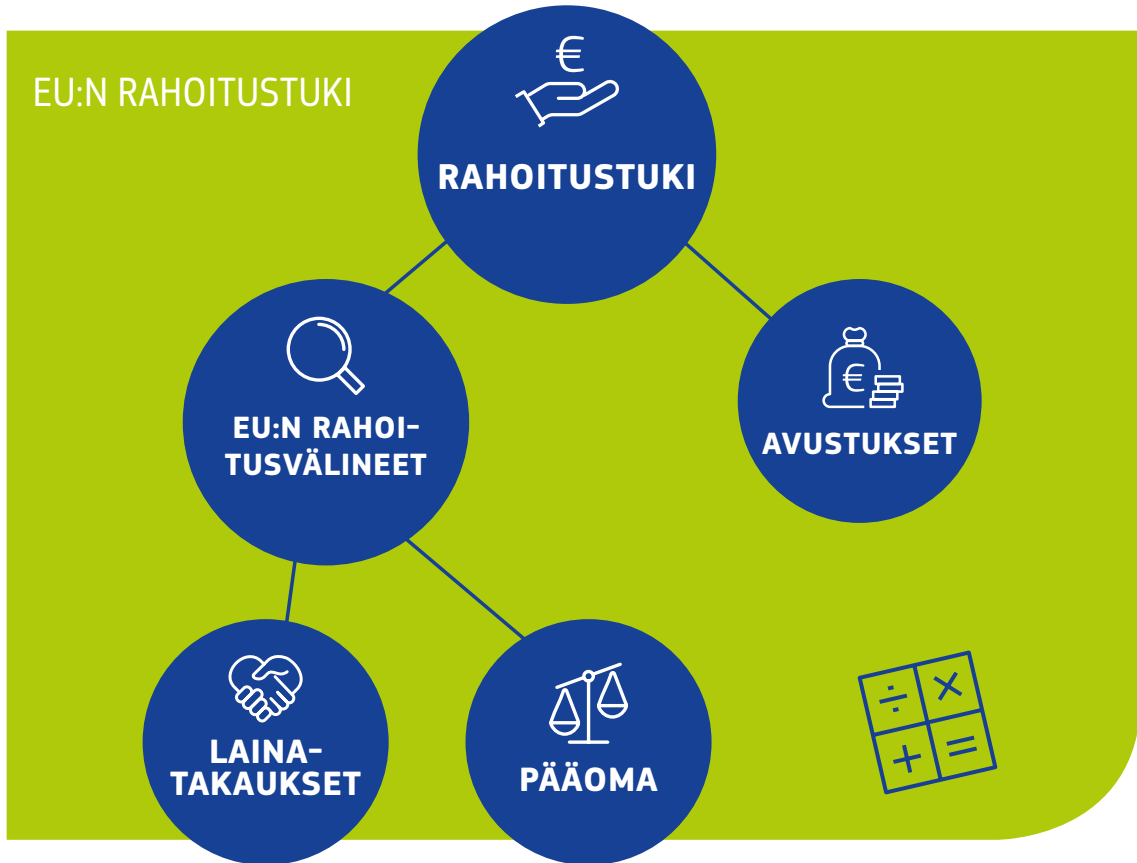 EU:N RAHOITUSTUKI
€
RAHOITUSTUKI
EU:N RAHOI-
TUSVÄLINEET
€
AVUSTUKSET
LAINA-
TAKAUKSET
PÄÄOMA
÷ ×
+ =